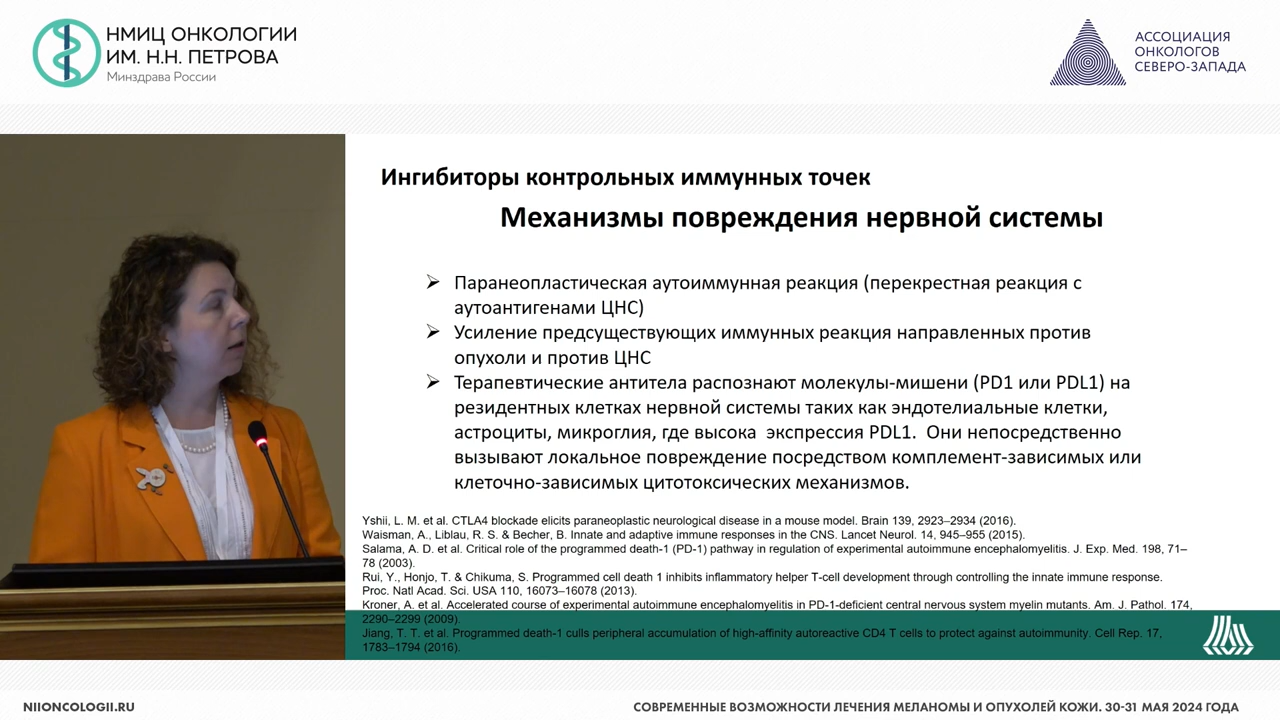 НМИЦ ОНКОЛОГИИ
ИМ. Н.Н. ПЕТРОВА
Минздрава России
АССОЦИАЦИЯ
ОНКОЛОГОВ
СЕВЕРО-ЗАПАДА
Ингибиторы контрольных иммунных точек
Механизмы повреждения нервной системы
Паранеопластическая аутоиммунная реакция (перекрестная реакция с
аутоантигенами ЦНС)
Усиление предсуществующих иммунных реакция направленных против
опухоли и против ЦНС
Терапевтические антитела распознают молекулы-мишени (PD1 или PDL1) на
резидентных клетках нервной системы таких как эндотелиальные клетки,
астроциты, микроглия, где высока  экспрессия PDL1.  Они непосредственно
вызывают локальное повреждение посредством комплемент-зависимых или
клеточно-зависимых цитотоксических механизмов.
Yshii, L. M. et al. CTLA4 blockade elicits paraneoplastic neurological disease in a mouse model. Brain 139, 2923–2934 (2016).
Waisman, A., Liblau, R. S. & Becher, B. Innate and adaptive immune responses in the CNS. Lancet Neurol. 14, 945–955 (2015).
Salama, A. D. et al. Critical role of the programmed death-1 (PD-1) pathway in regulation of experimental autoimmune encephalomyelitis. J. Exp. Med. 198, 71–
78 (2003).
Rui, Y., Honjo, T. & Chikuma, S. Programmed cell death 1 inhibits inflammatory helper T-cell development through controlling the innate immune response.
Proc. Natl Acad. Sci. USA 110, 16073–16078 (2013).
Kroner, A. et al. Accelerated course of experimental autoimmune encephalomyelitis in PD-1-deficient central nervous system myelin mutants. Am. J. Pathol. 174,
2290–2299 (2009).
Jiang, T. T. et al. Programmed death-1 culls peripheral accumulation of high-affinity autoreactive CD4 T cells to protect against autoimmunity. Cell Rep. 17,
1783–1794 (2016).
NIIONCOLOGII.RU
СОВРЕМЕННЫЕ ВОЗМОЖНОСТИ ЛЕЧЕНИЯ МЕЛАНОМЫ И ОПУХОЛЕЙ КОЖИ. 30-31 МАЯ 2024 ГОДА